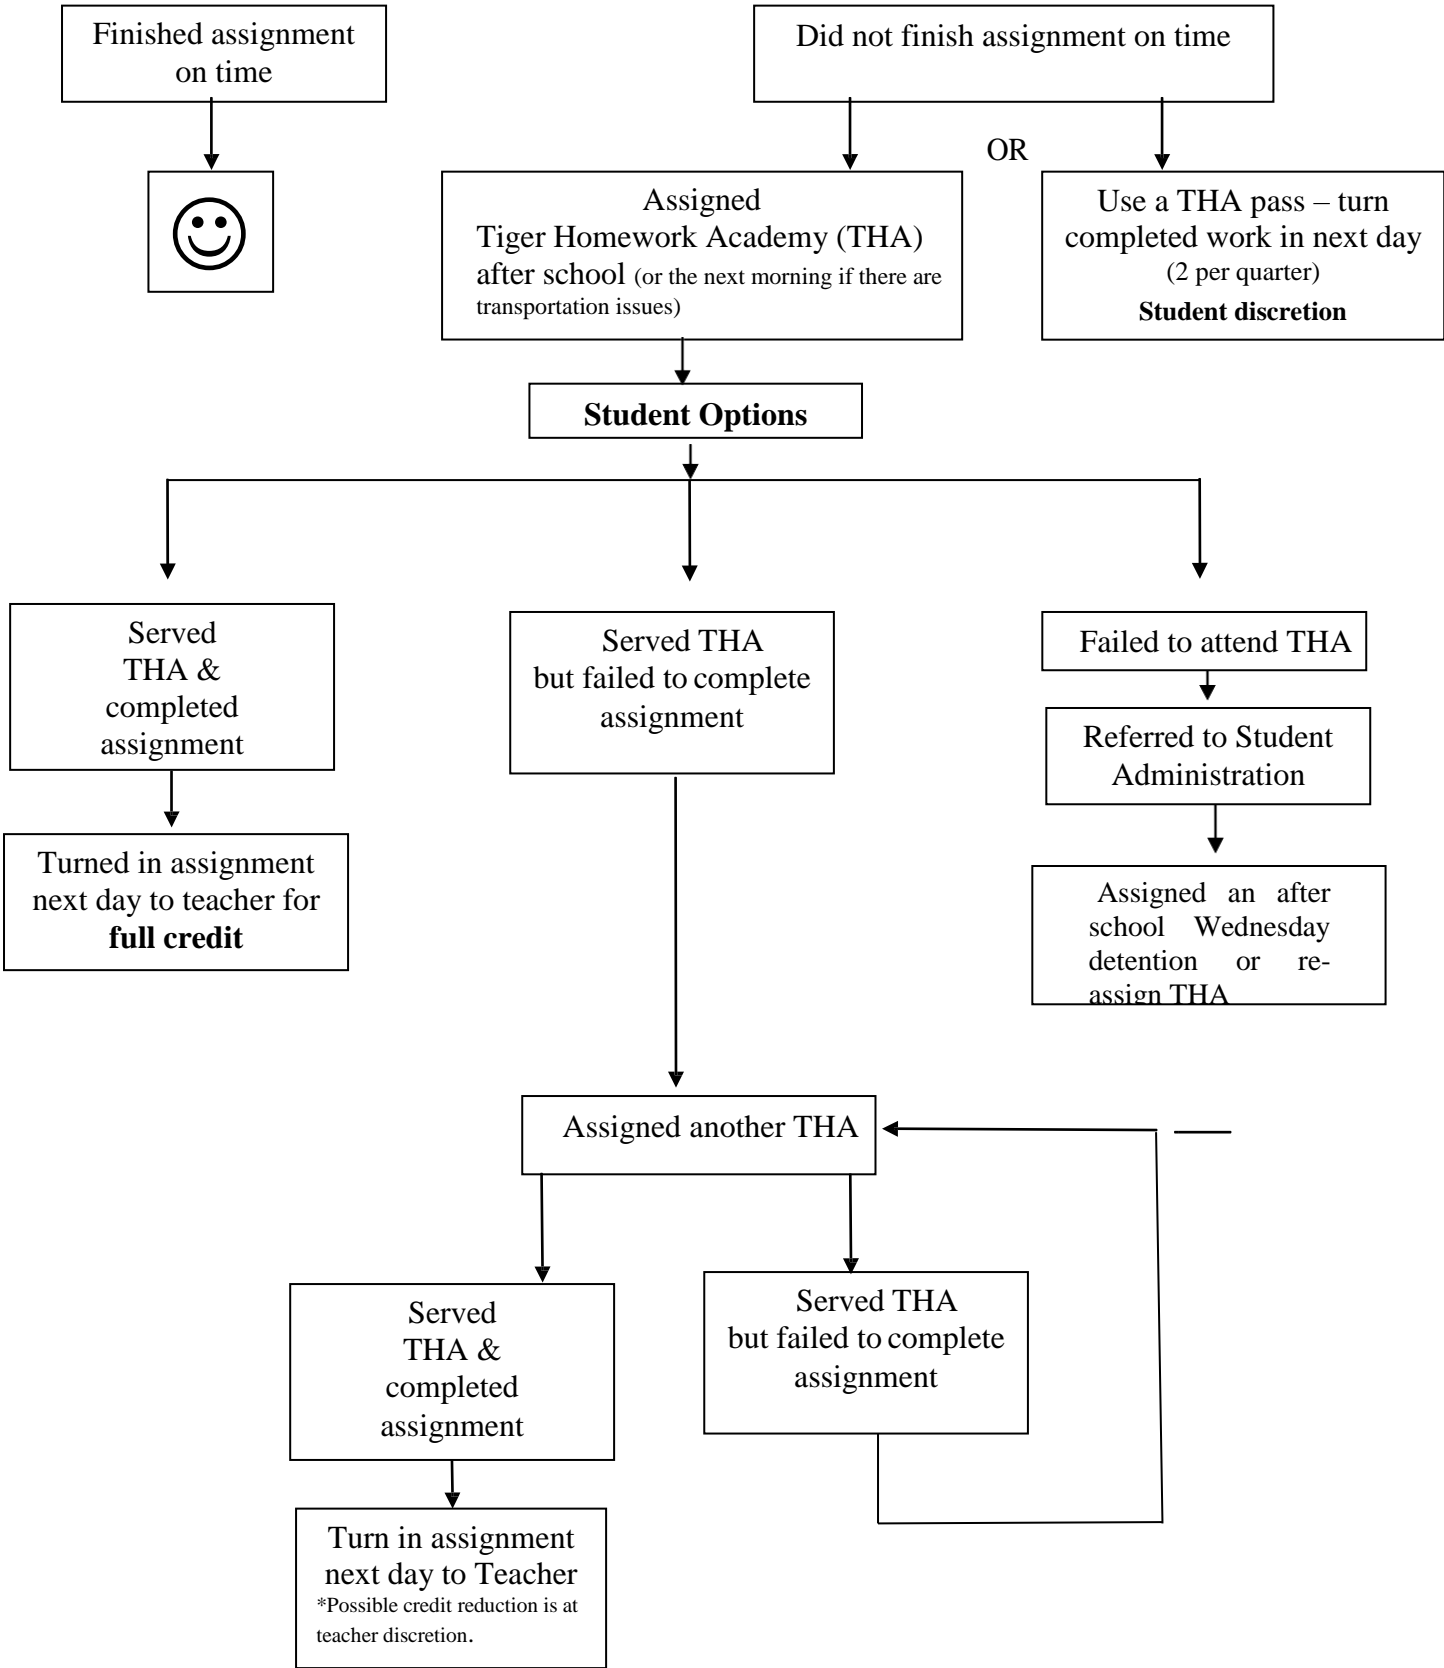 Finished assignment
on time
Did not finish assignment on time
OR
Assigned
Tiger Homework Academy (THA)
after school (or the next morning if there are
transportation issues)
Use a THA pass – turn
completed work in next day
(2 per quarter)
Student discretion
Student Options
Served
THA &
completed
assignment
Served THA
but failed to complete
assignment
Failed to attend THA
Referred to Student
Administration
Turned in assignment
next day to teacher for
full credit
Assigned an after
school Wednesday
detention or re-
assign THA
Assigned another THA
Served
THA &
completed
assignment
Served THA
but failed to complete
assignment
Turn in assignment
next day to Teacher
*Possible credit reduction is at
teacher discretion.